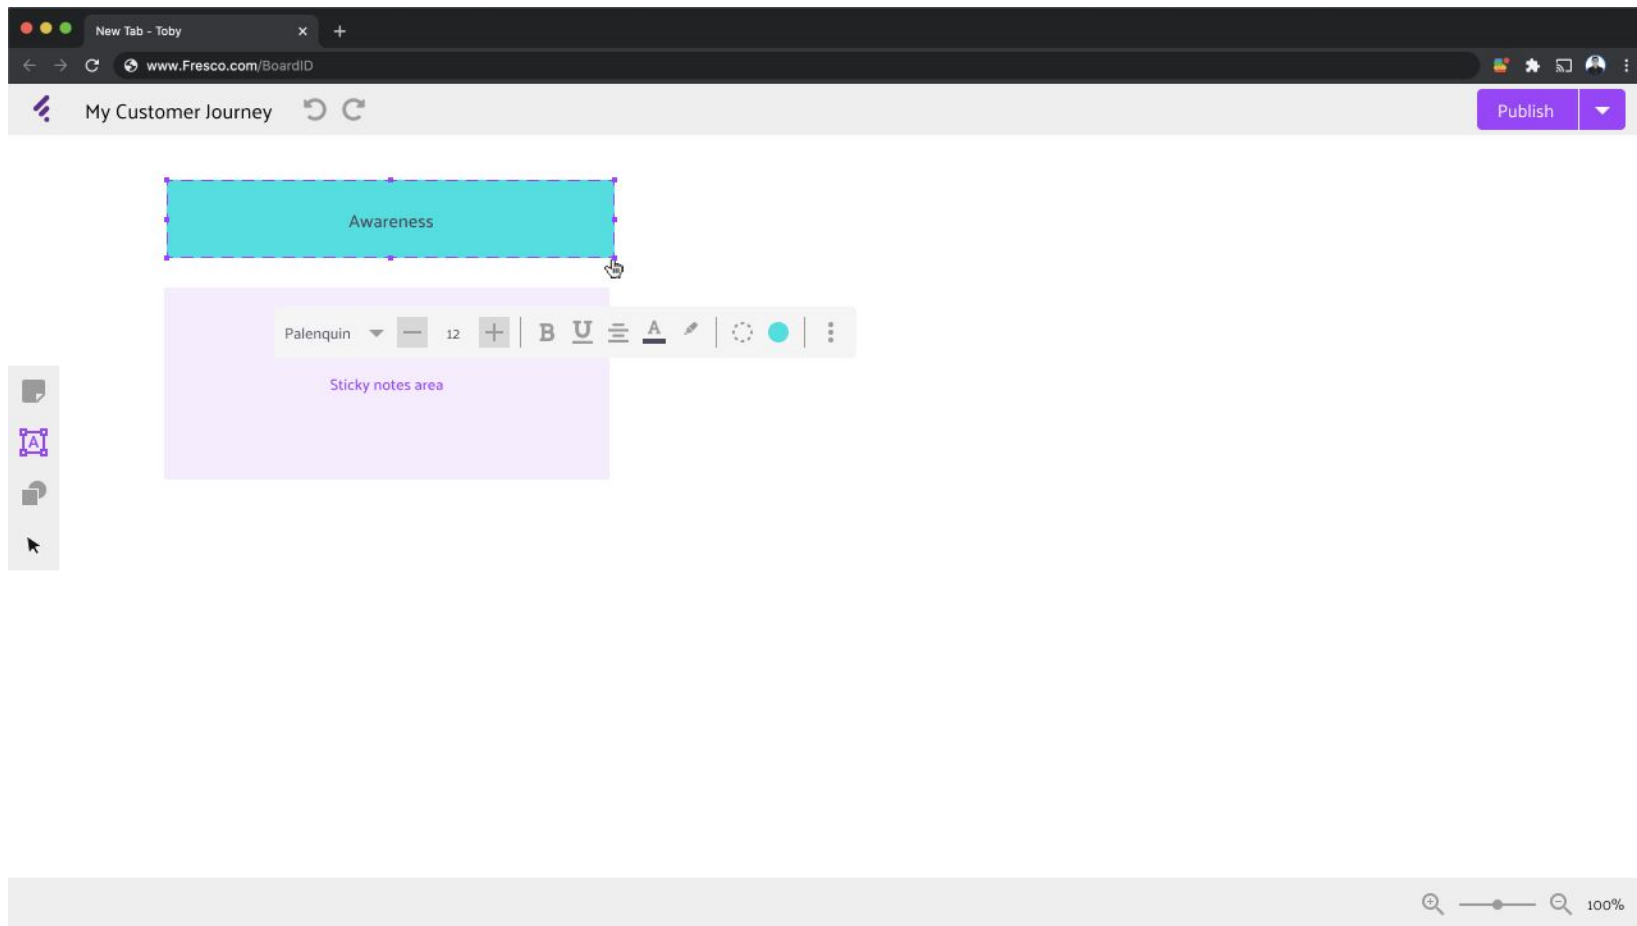 New Tab - Toby
www.Fresco.com/BoardID
My Customer Journey
Publish
Awareness
Palenquin
12
B U A
Sticky notes area
A
100%